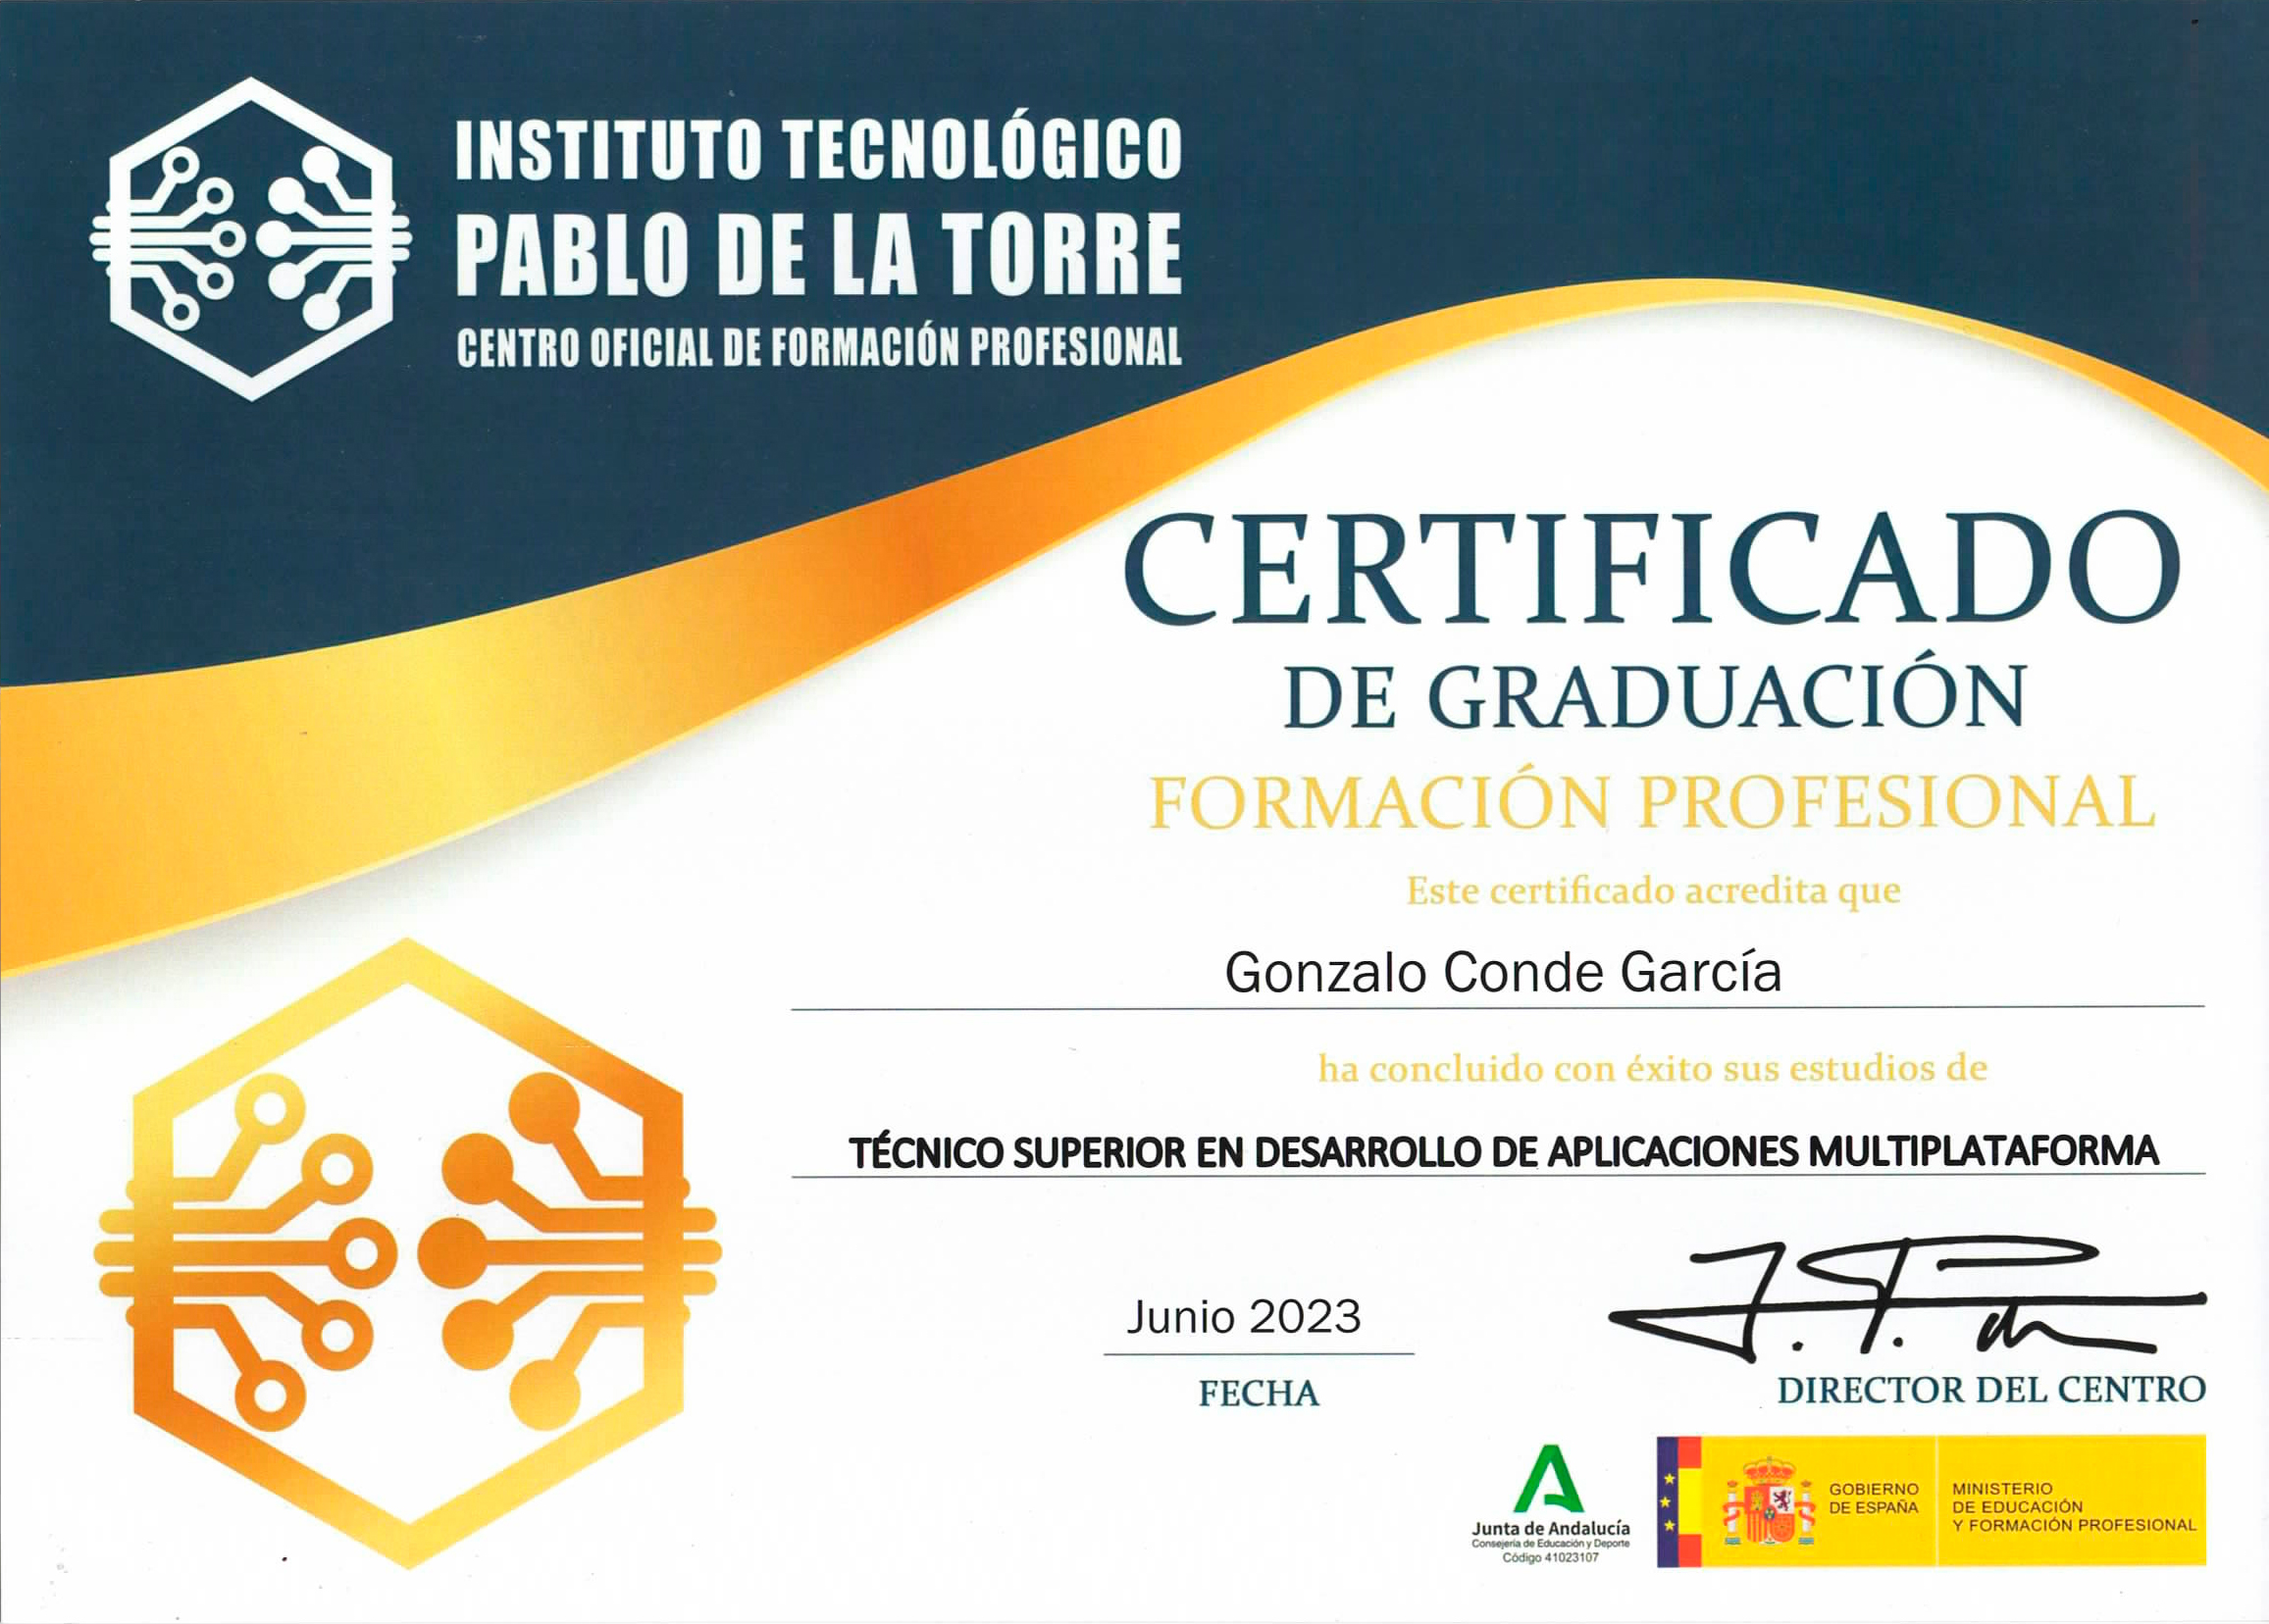 INSTITUTO TECNOLÓGICO
PABLO DE LA TORRE
CENTRO OFICIAL DE FORMACIÓN PROFESIONAL
CERTIFICADO
DE GRADUACIÓN
FORMACIÓN PROFESIONAL
Este certificado acredita que
Gonzalo Conde García
ha concluido con éxito sus estudios de
TÉCNICO SUPERIOR EN DESARROLLO DE APLICACIONES MULTIPLATAFORMA
Junio 2023
FECHA
DIRECTOR DEL CENTRO
Junta de Andalucía
Consejería de Educación y Deporte
Código 41023107
GOBIERNO
DE ESPAÑA
MINISTERIO
DE EDUCACIÓN
Y FORMACIÓN PROFESIONAL